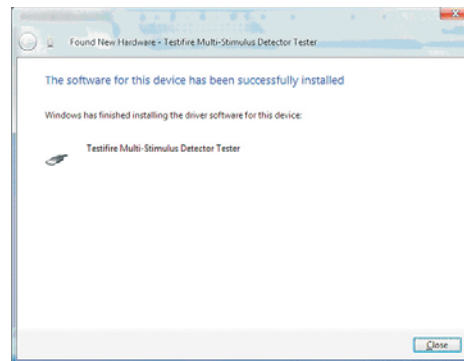 Found New Hardware - Testifire Multi-Stimulus Detector Tester
The software for this device has been successfully installed
Windows has finished installing the driver software for this device:
Testifire Multi-Stimulus Detector Tester
Close